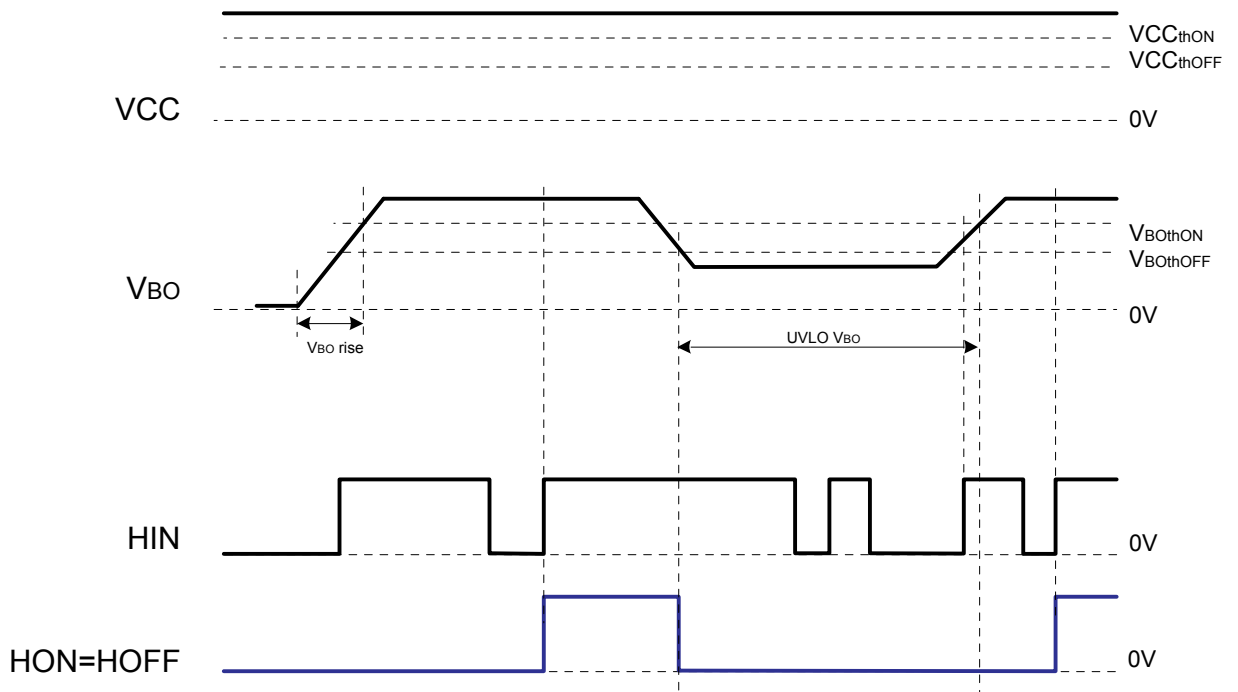 VCCthON
VCCthOFF
VCC
0V
VBOthON
VBOthOFF
VBO
0V
VBO rise
UVLO VBO
HIN
0V
HON=HOFF
0V